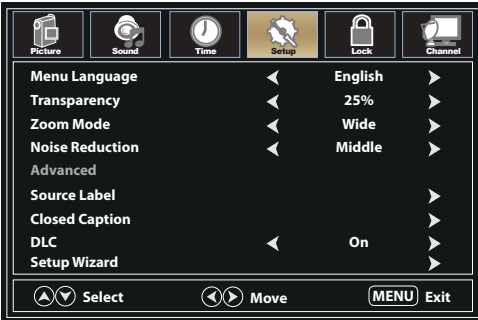 Picture Sound Time Setup Lock Channel
Menu Language English
Transparency 25%
Zoom Mode Wide
Noise Reduction Middle
Advanced
Source Label
Closed Caption
DLC On
Setup Wizard
Select Move MENU Exit